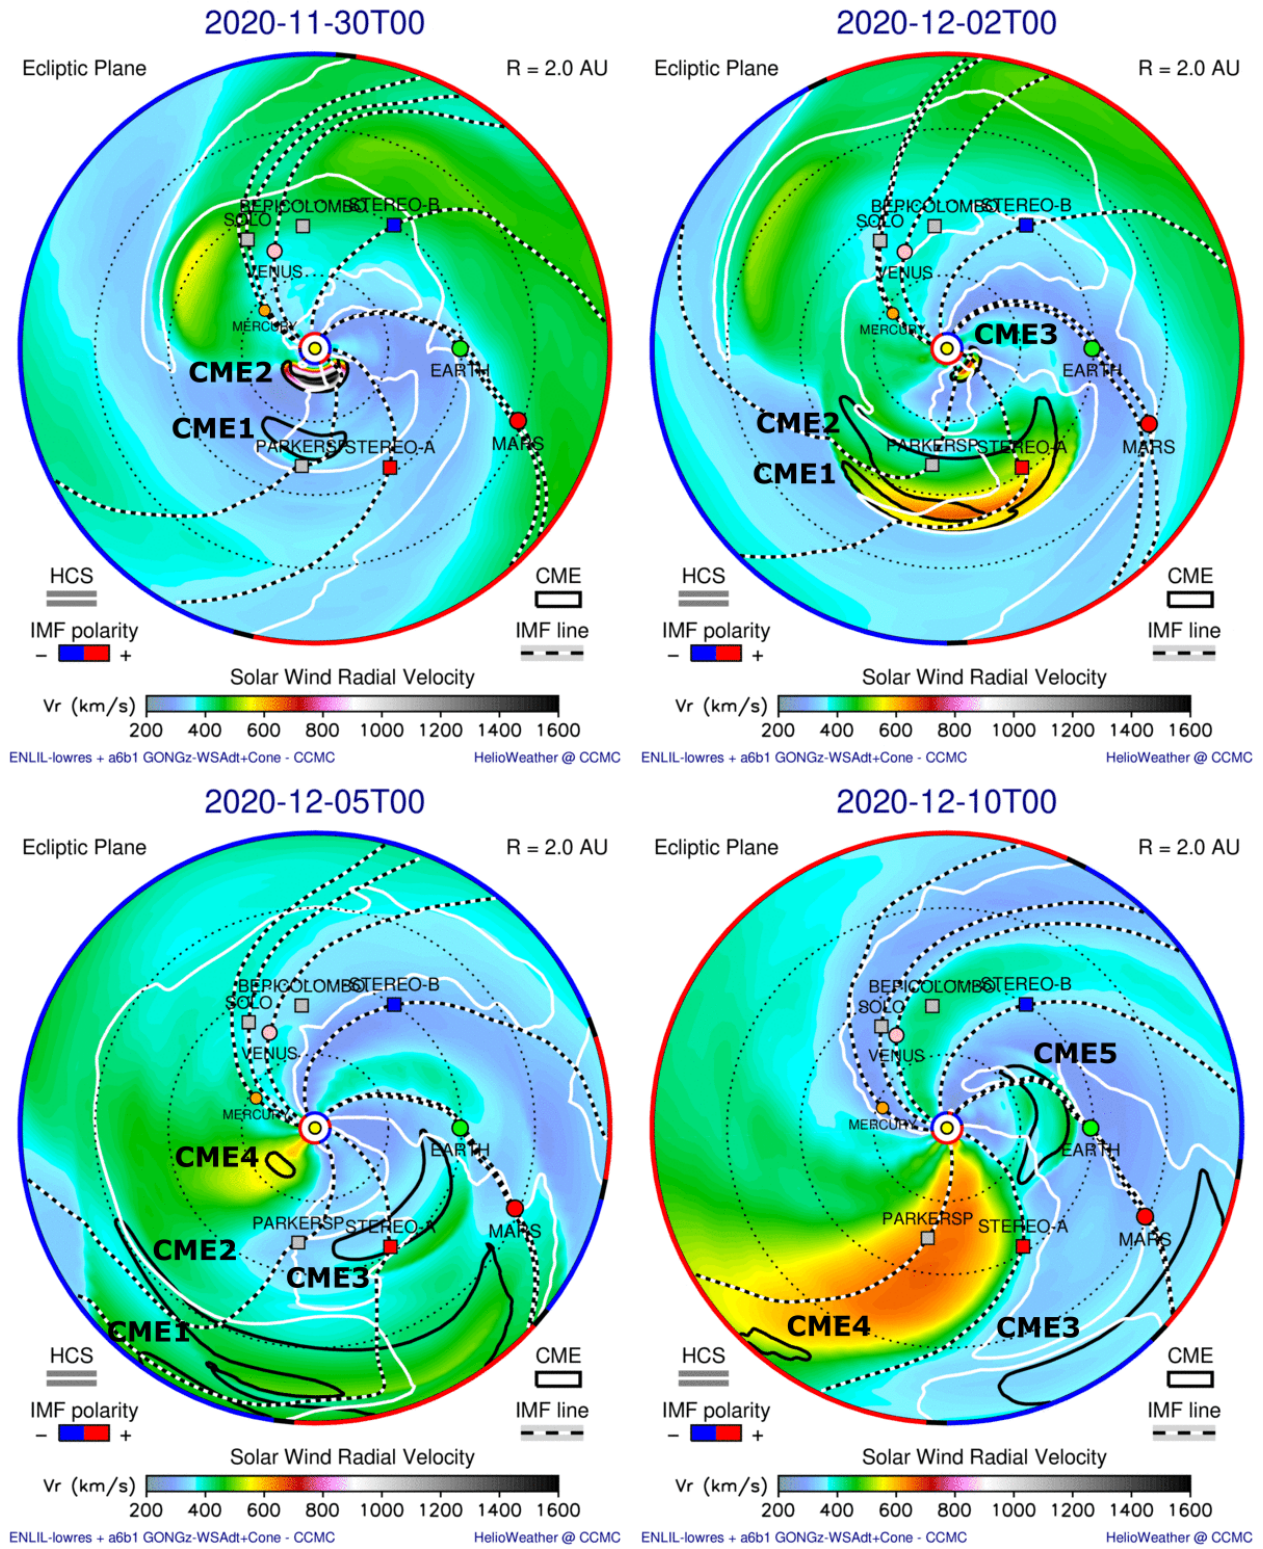 2020-11-30T00
Ecliptic Plane
R = 2.0 AU
BEPICOLOMBO
STEREO-B
SOLO
VENUS
MERCURY
CME2
EARTH
CME1
PARKERSP
STEREO-A
MARS
HCS
CME
IMF polarity
- +
IMF line
Solar Wind Radial Velocity
Vr (km/s)
200 400 600 800 1000 1200 1400 1600
ENLIL-lowres + a6b1 GONGz-WSAdt+Cone - CCMC
HelioWeather @ CCMC
2020-12-02T00
Ecliptic Plane
R = 2.0 AU
BEPICOLOMBO
STEREO-B
SOLO
VENUS
MERCURY
CME3
EARTH
CME2
PARKERSP
STEREO-A
MARS
CME1
HCS
CME
IMF polarity
- +
IMF line
Solar Wind Radial Velocity
Vr (km/s)
200 400 600 800 1000 1200 1400 1600
ENLIL-lowres + a6b1 GONGz-WSAdt+Cone - CCMC
HelioWeather @ CCMC
2020-12-05T00
Ecliptic Plane
R = 2.0 AU
BEPICOLOMBO
STEREO-B
SOLO
VENUS
MERCURY
EARTH
CME4
PARKERSP
STEREO-A
MARS
CME2
CME3
CME1
HCS
CME
IMF polarity
- +
IMF line
Solar Wind Radial Velocity
Vr (km/s)
200 400 600 800 1000 1200 1400 1600
ENLIL-lowres + a6b1 GONGz-WSAdt+Cone - CCMC
HelioWeather @ CCMC
2020-12-10T00
Ecliptic Plane
R = 2.0 AU
BEPICOLOMBO
STEREO-B
SOLO
VENUS
CME5
MERCURY
EARTH
PARKERSP
STEREO-A
MARS
CME4
CME3
HCS
CME
IMF polarity
- +
IMF line
Solar Wind Radial Velocity
Vr (km/s)
200 400 600 800 1000 1200 1400 1600
ENLIL-lowres + a6b1 GONGz-WSAdt+Cone - CCMC
HelioWeather @ CCMC